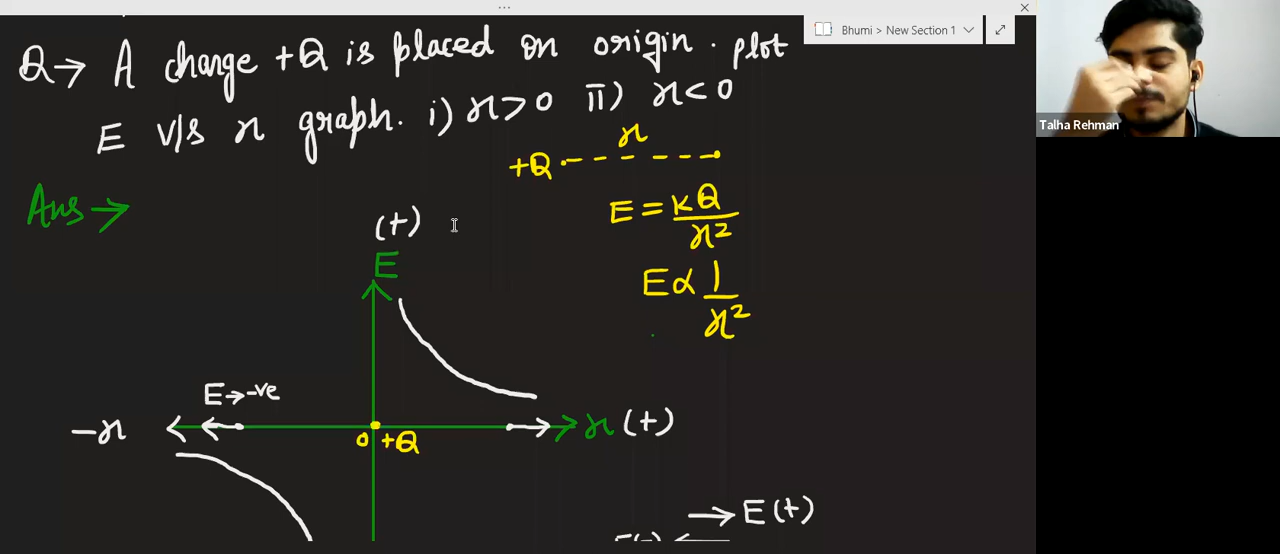 Bhumi > New Section 1
Q → A change +Q is placed on origin. plot
E v/s x graph. i) x > 0 ii) x < 0
x
+Q
Ans →
E = KQ/x²
(+)
E
E ∝ 1/x²
E → -ve
-x
0 +Q
x (+)
→ E (+)
Talha Rehman